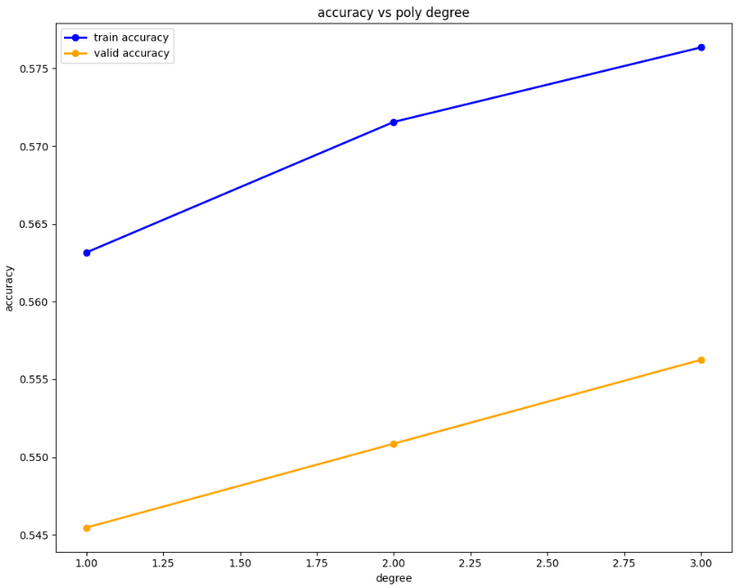 accuracy vs poly degree
train accuracy
valid accuracy
0.575
0.570
0.565
0.560
0.555
0.550
0.545
accuracy
1.00 1.25 1.50 1.75 2.00 2.25 2.50 2.75 3.00
degree